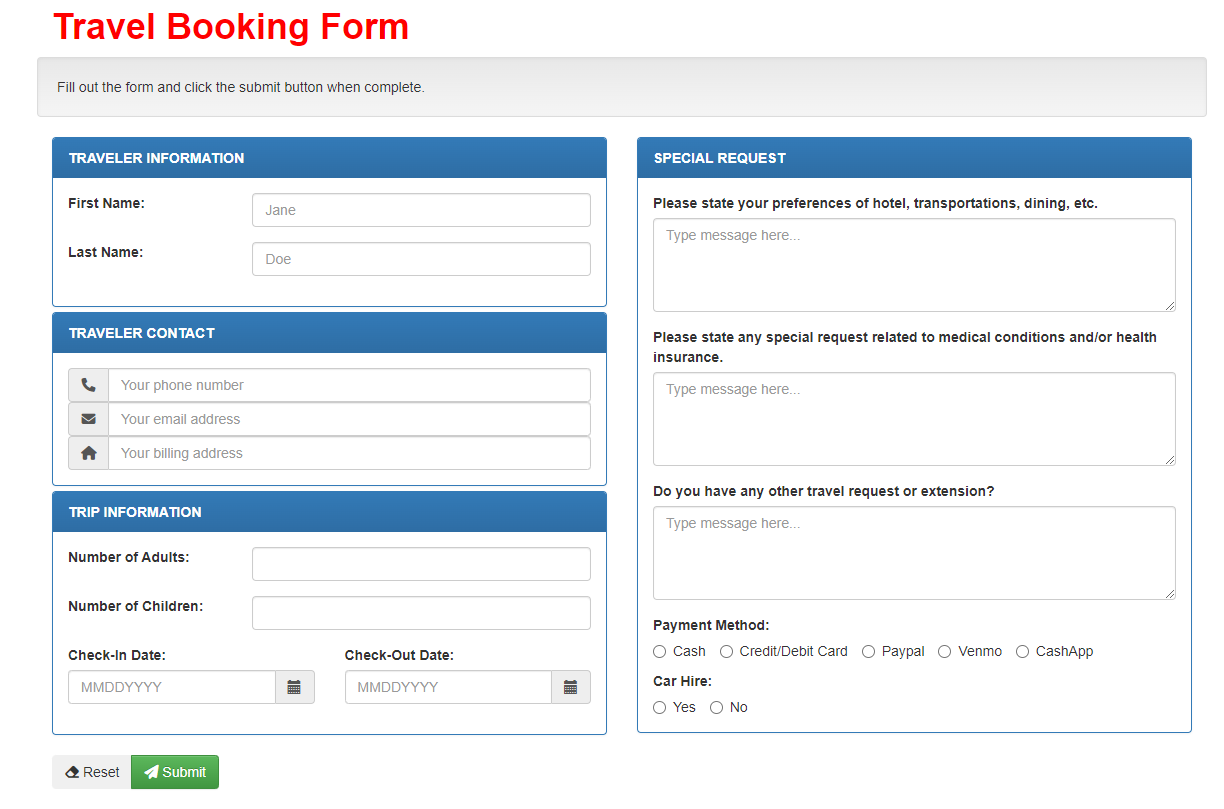 Travel Booking Form
Fill out the form and click the submit button when complete.
TRAVELER INFORMATION
First Name:
Jane
Last Name:
Doe
TRAVELER CONTACT
Your phone number
Your email address
Your billing address
TRIP INFORMATION
Number of Adults:
Number of Children:
Check-In Date:
Check-Out Date:
MMDDYYYY
MMDDYYYY
SPECIAL REQUEST
Please state your preferences of hotel, transportations, dining, etc.
Type message here...
Please state any special request related to medical conditions and/or health
insurance.
Type message here...
Do you have any other travel request or extension?
Type message here...
Payment Method:
Cash Credit/Debit Card Paypal Venmo CashApp
Car Hire:
Yes No
Reset Submit